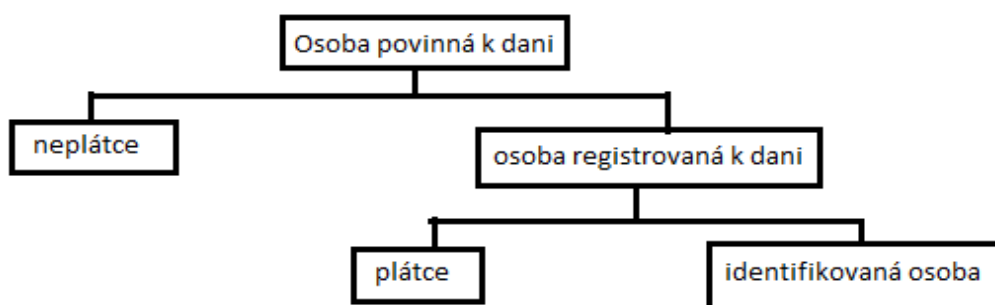 Osoba povinná k dani
neplátce
osoba registrovaná k dani
plátce
identifikovaná osoba